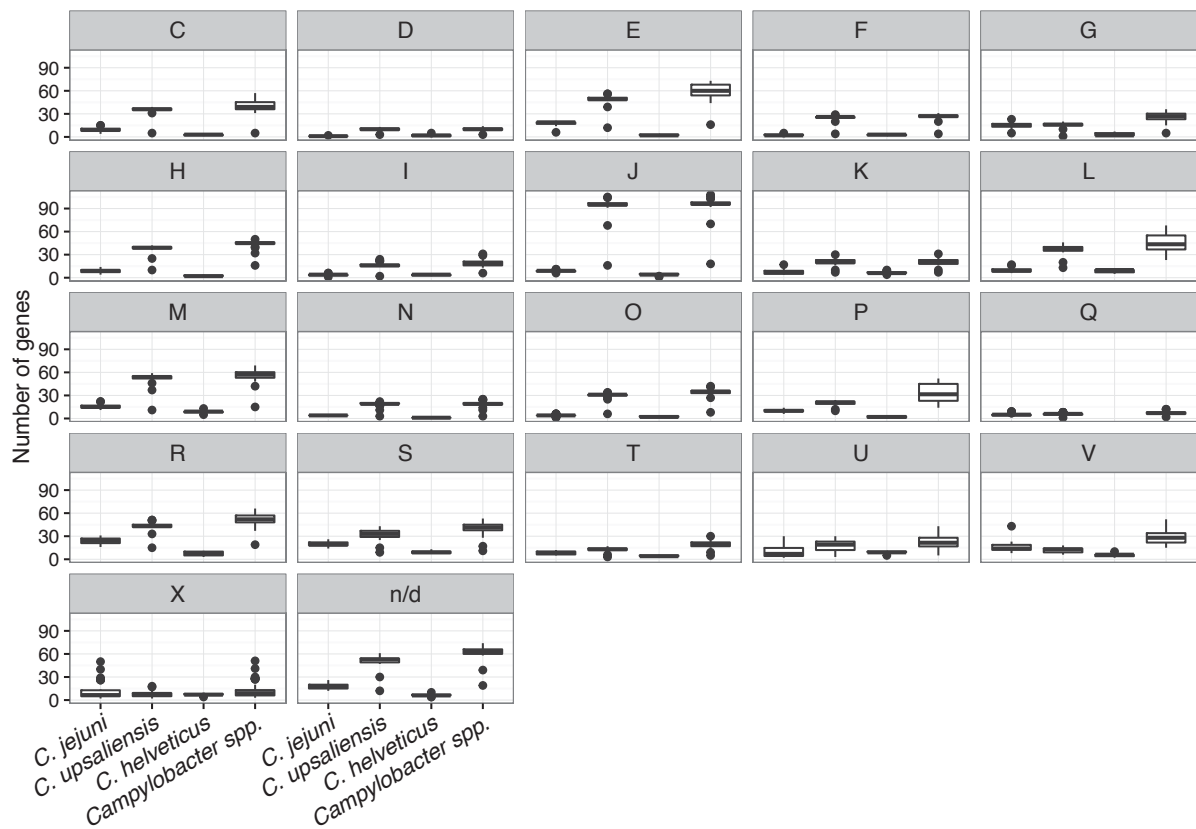 C D E F G
90
60
30
0
H I J K L
90
60
30
0
M N O P Q
90
60
30
0
R S T U V
90
60
30
0
X n/d
90
60
30
0
Number of genes
C. jejuni C. upsaliensis C. helveticus Campylobacter spp. C. jejuni C. upsaliensis C. helveticus Campylobacter spp.